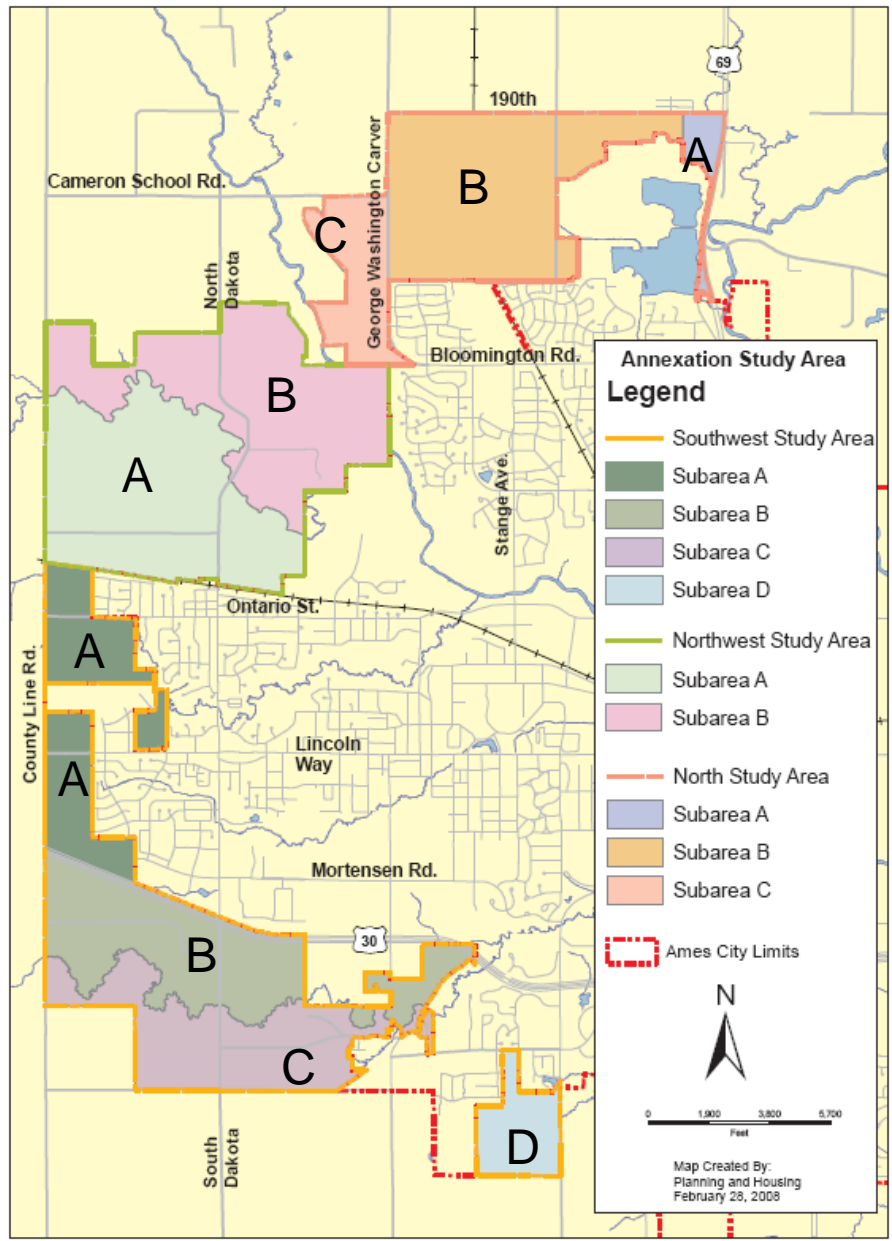 69
190th
A
George Washington Carver
B
Cameron School Rd.
C
North
Dakota
Bloomington Rd.
B
A
Stange Ave.
Ontario St.
A
County Line Rd.
Lincoln
Way
A
Mortensen Rd.
30
B
C
D
South
Dakota
Annexation Study Area
Legend
Southwest Study Area
Subarea A
Subarea B
Subarea C
Subarea D
Northwest Study Area
Subarea A
Subarea B
North Study Area
Subarea A
Subarea B
Subarea C
Ames City Limits
N
0 1,900 3,800 5,700
Feet
Map Created By:
Planning and Housing
February 28, 2008